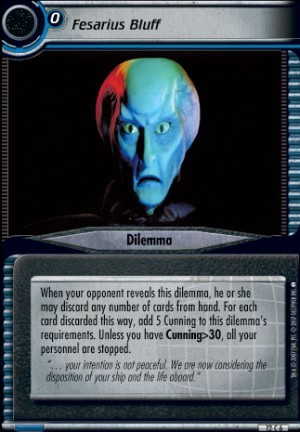 0 Fesarius Bluff
Dilemma
When your opponent reveals this dilemma, he or she
may discard any number of cards from hand. For each
card discarded this way, add 5 Cunning to this dilemma's
requirements. Unless you have Cunning>30, all your
personnel are stopped.
"... your intention is not peaceful. We are now considering the
disposition of your ship and the life aboard."